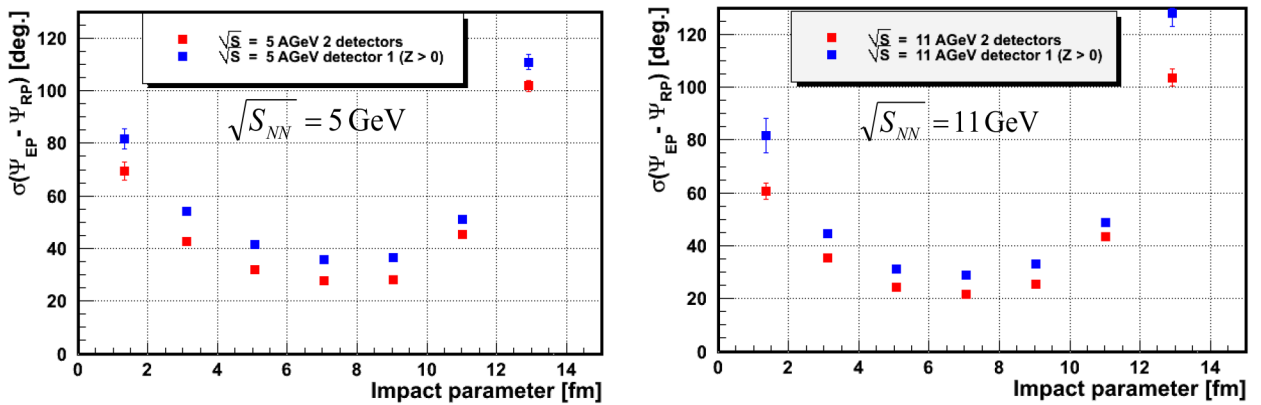 σ(Ψ_EP - Ψ_RP) [deg.]
120
100
80
60
40
20
0
√S = 5 AGeV 2 detectors
√S = 5 AGeV detector 1 (Z > 0)
√S_NN = 5 GeV
0 2 4 6 8 10 12 14
Impact parameter [fm]
σ(Ψ_EP - Ψ_RP) [deg.]
120
100
80
60
40
20
0
√S = 11 AGeV 2 detectors
√S = 11 AGeV detector 1 (Z > 0)
√S_NN = 11 GeV
0 2 4 6 8 10 12 14
Impact parameter [fm]